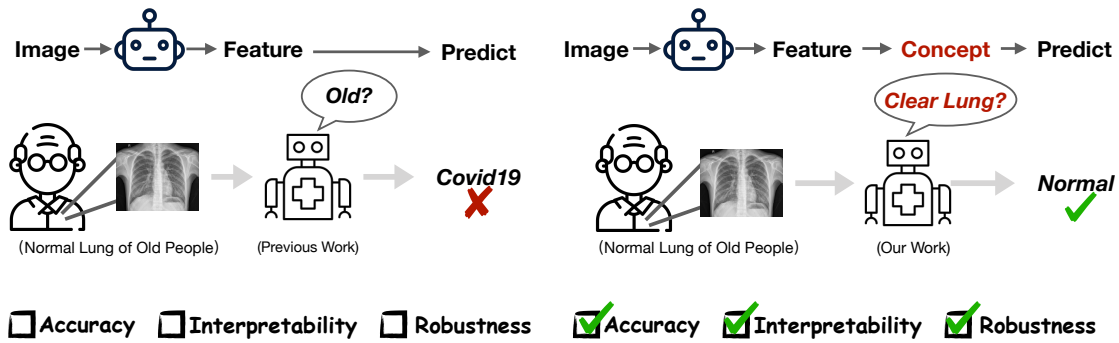 Image Feature Predict
Old?
Covid19
(Normal Lung of Old People)
(Previous Work)
Accuracy Interpretability Robustness
Image Feature Concept Predict
Clear Lung?
Normal
(Normal Lung of Old People)
(Our Work)
Accuracy Interpretability Robustness